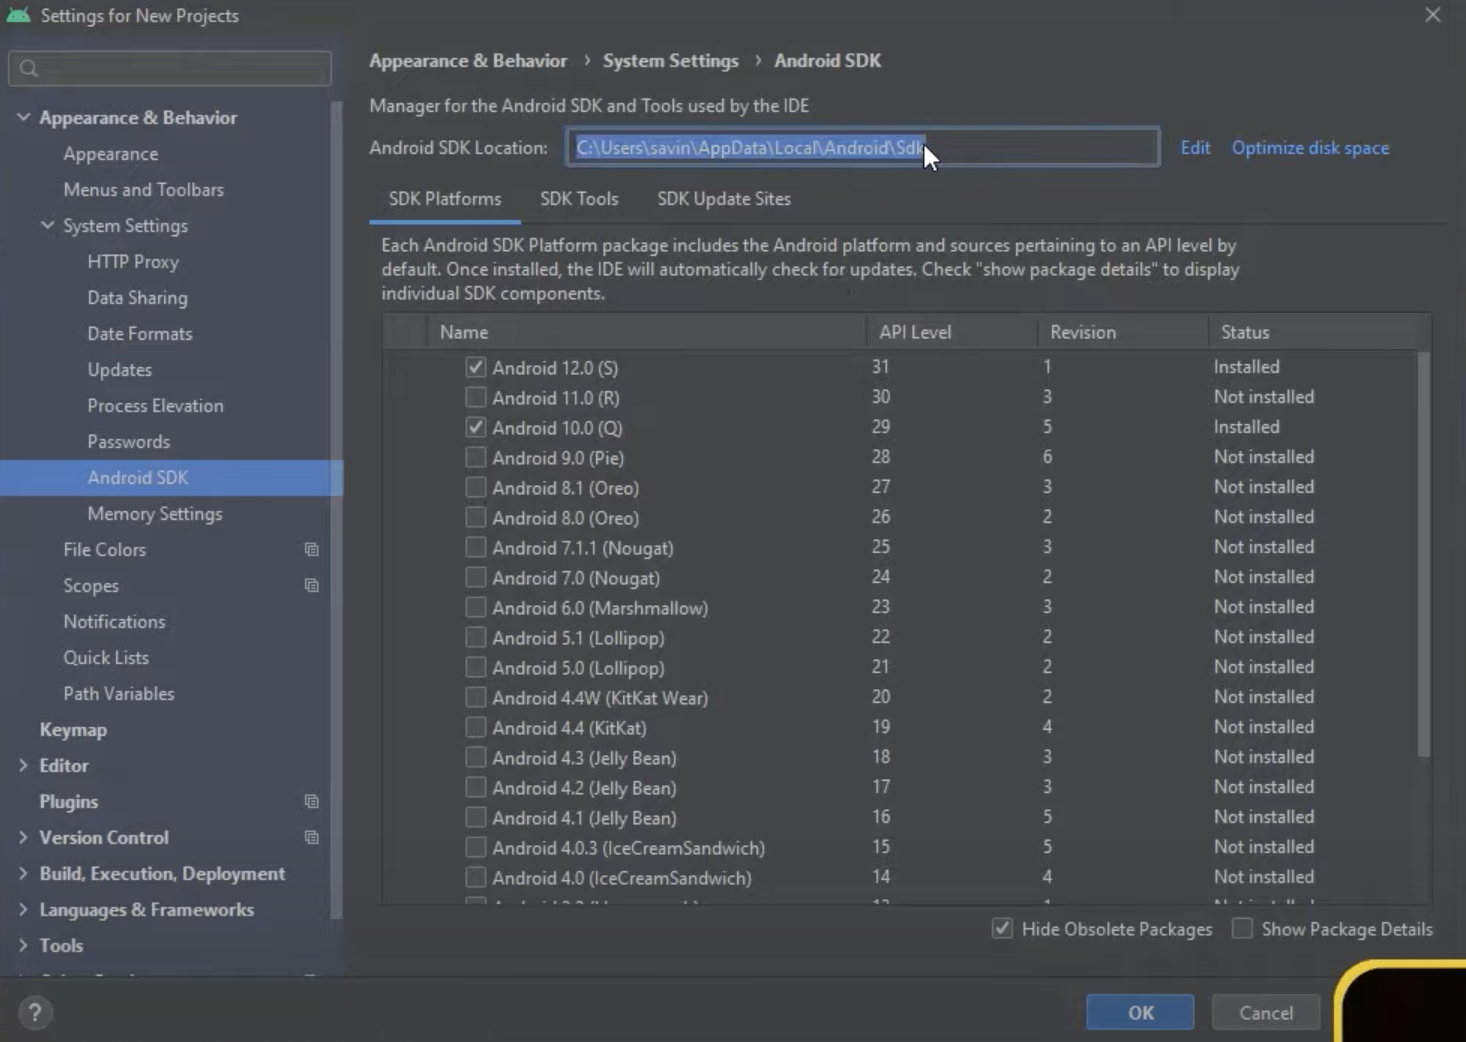 Settings for New Projects
Appearance & Behavior
Appearance
Menus and Toolbars
System Settings
HTTP Proxy
Data Sharing
Date Formats
Updates
Process Elevation
Passwords
Android SDK
Memory Settings
File Colors
Scopes
Notifications
Quick Lists
Path Variables
Keymap
Editor
Plugins
Version Control
Build, Execution, Deployment
Languages & Frameworks
Tools
Appearance & Behavior › System Settings › Android SDK
Manager for the Android SDK and Tools used by the IDE
Android SDK Location: C:\Users\savin\AppData\Local\Android\Sdk Edit Optimize disk space
SDK Platforms SDK Tools SDK Update Sites
Each Android SDK Platform package includes the Android platform and sources pertaining to an API level by
default. Once installed, the IDE will automatically check for updates. Check "show package details" to display
individual SDK components.
Name API Level Revision Status
Android 12.0 (S) 31 1 Installed
Android 11.0 (R) 30 3 Not installed
Android 10.0 (Q) 29 5 Installed
Android 9.0 (Pie) 28 6 Not installed
Android 8.1 (Oreo) 27 3 Not installed
Android 8.0 (Oreo) 26 2 Not installed
Android 7.1.1 (Nougat) 25 3 Not installed
Android 7.0 (Nougat) 24 2 Not installed
Android 6.0 (Marshmallow) 23 3 Not installed
Android 5.1 (Lollipop) 22 2 Not installed
Android 5.0 (Lollipop) 21 2 Not installed
Android 4.4W (KitKat Wear) 20 2 Not installed
Android 4.4 (KitKat) 19 4 Not installed
Android 4.3 (Jelly Bean) 18 3 Not installed
Android 4.2 (Jelly Bean) 17 3 Not installed
Android 4.1 (Jelly Bean) 16 5 Not installed
Android 4.0.3 (IceCreamSandwich) 15 5 Not installed
Android 4.0 (IceCreamSandwich) 14 4 Not installed
Hide Obsolete Packages Show Package Details
? OK Cancel